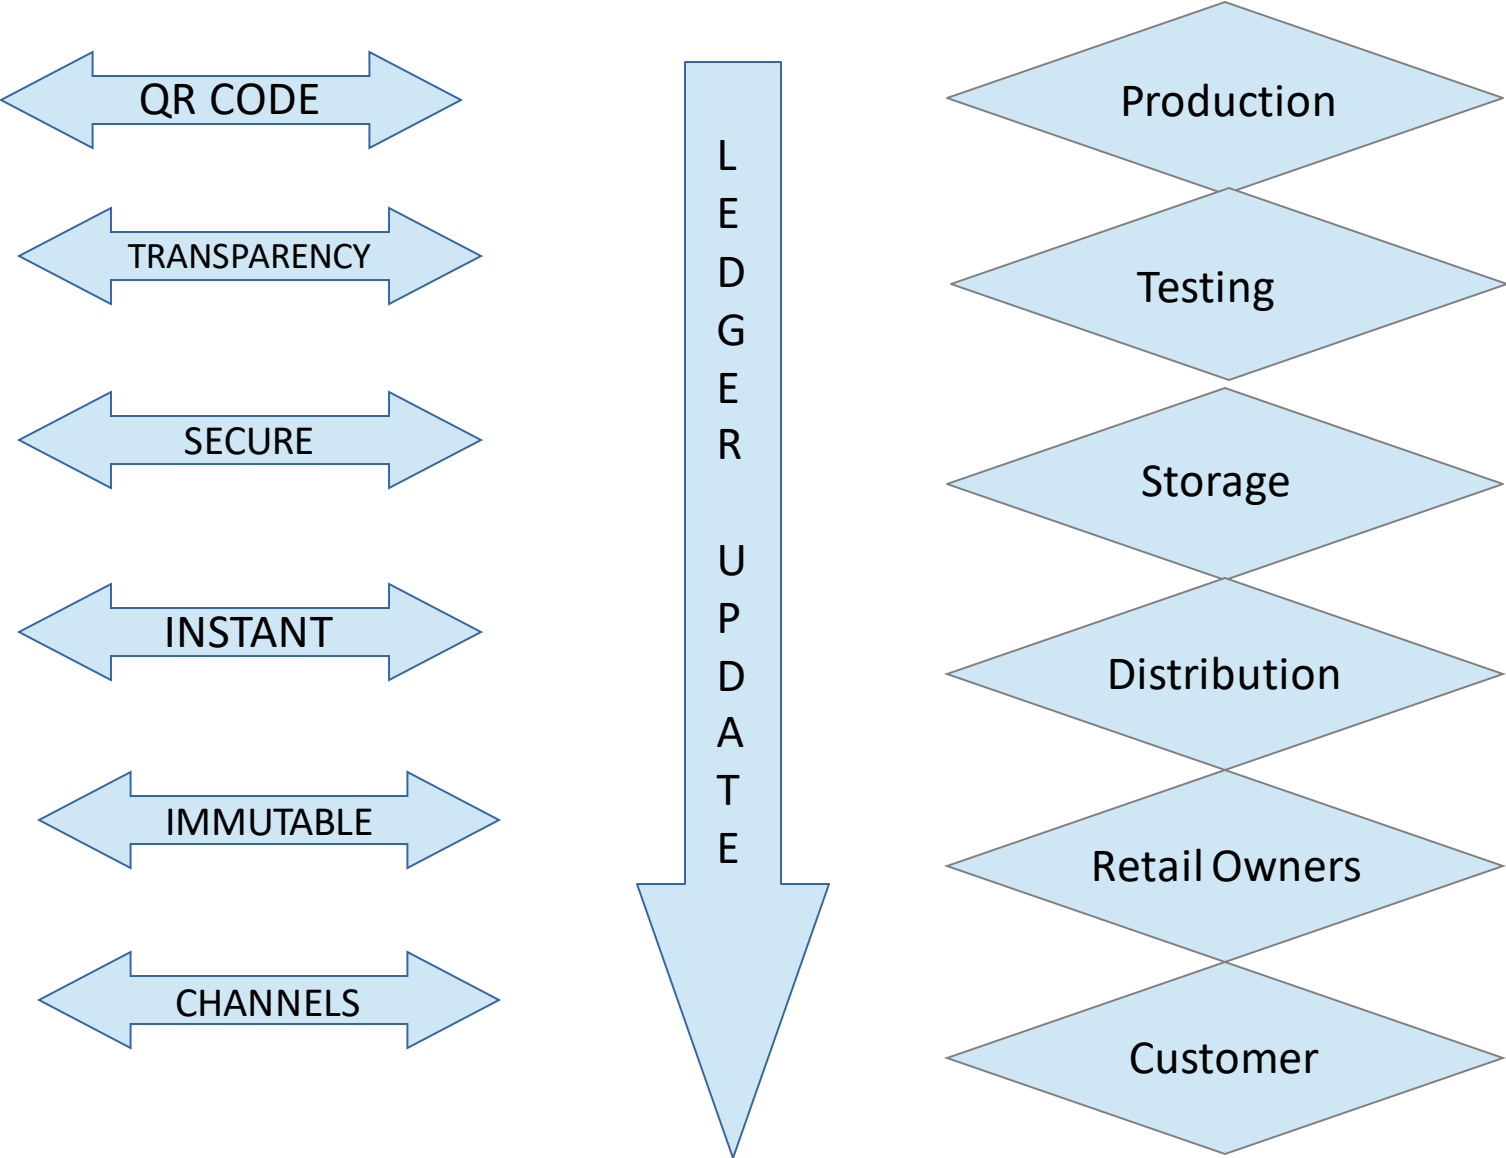 QR CODE
TRANSPARENCY
SECURE
INSTANT
IMMUTABLE
CHANNELS
L
E
D
G
E
R
U
P
D
A
T
E
Production
Testing
Storage
Distribution
Retail Owners
Customer